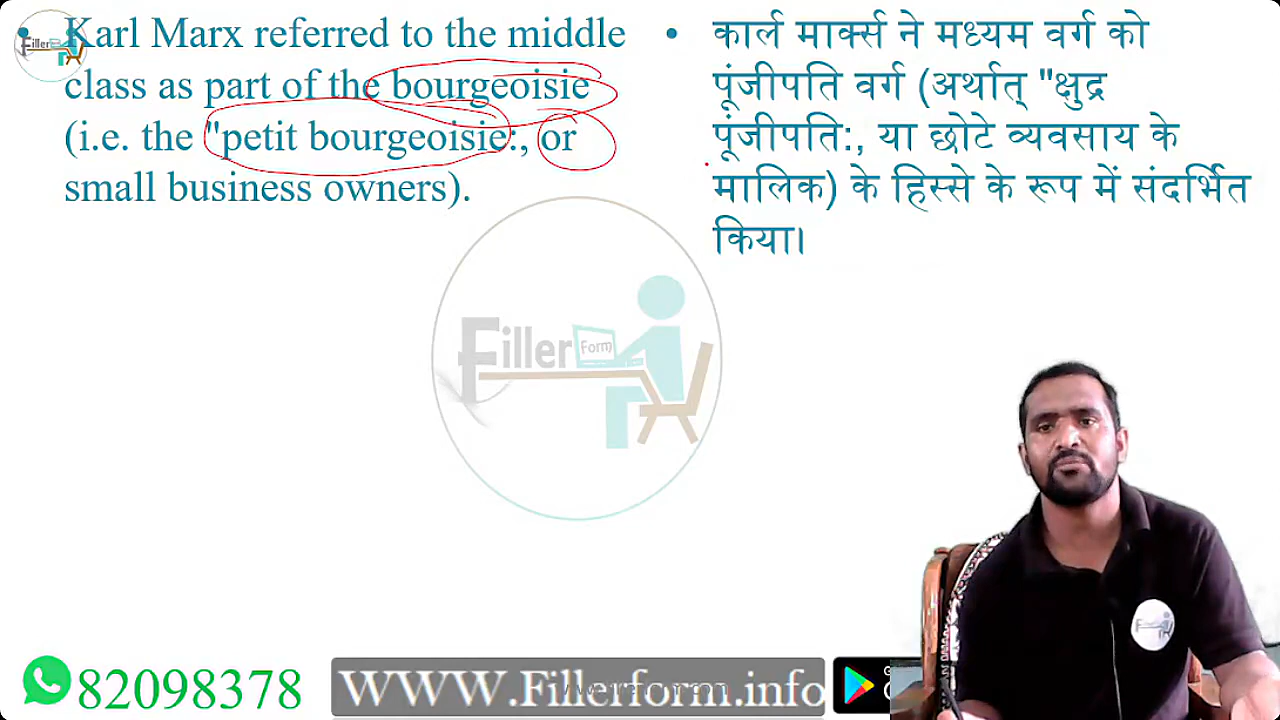 Filler
• Karl Marx referred to the middle
class as part of the bourgeoisie
(i.e. the "petit bourgeoisie:, or
small business owners).
• कार्ल मार्क्स ने मध्यम वर्ग को
पूंजीपति वर्ग (अर्थात् "क्षुद्र
पूंजीपति:, या छोटे व्यवसाय के
मालिक) के हिस्से के रूप में संदर्भित
किया।
Filler Form
82098378
WWW.Fillerform.info